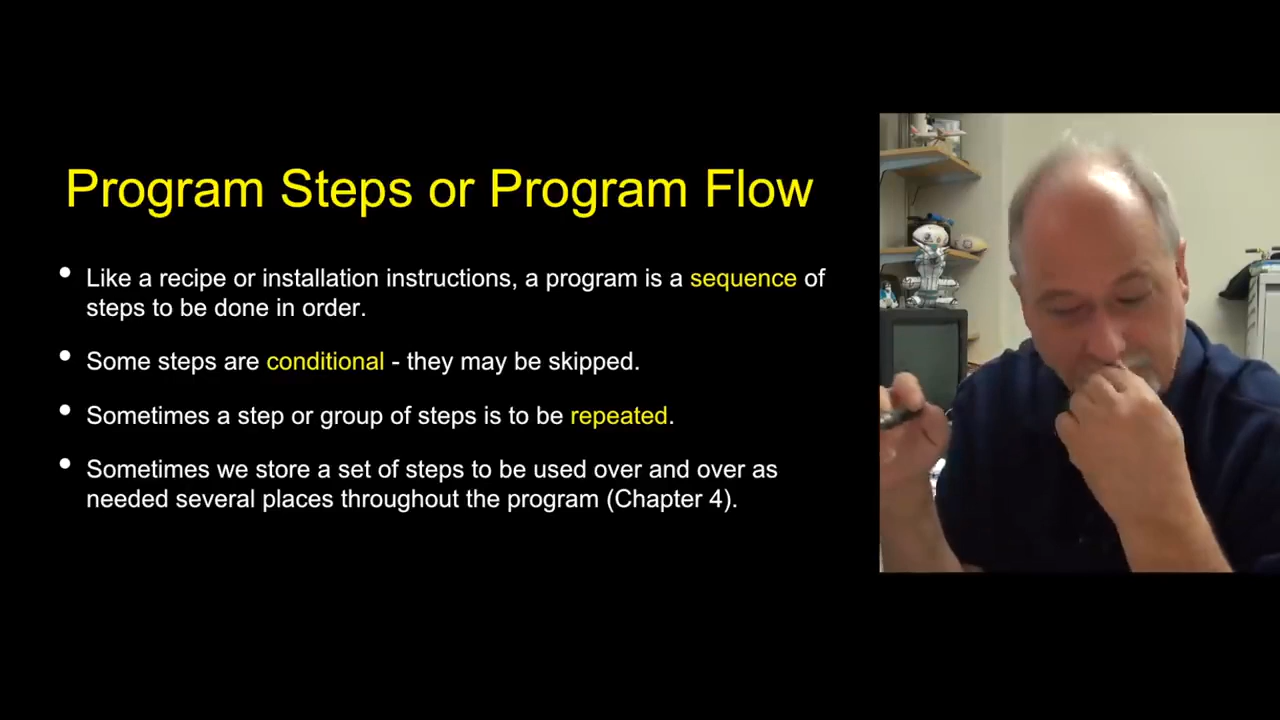 Program Steps or Program Flow
• Like a recipe or installation instructions, a program is a sequence of
steps to be done in order.
• Some steps are conditional - they may be skipped.
• Sometimes a step or group of steps is to be repeated.
• Sometimes we store a set of steps to be used over and over as
needed several places throughout the program (Chapter 4).